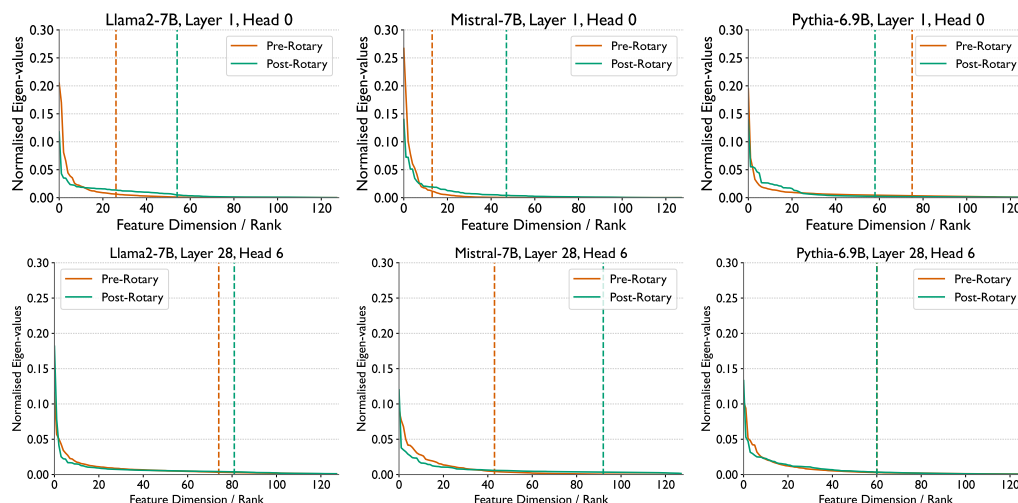 Llama2-7B, Layer 1, Head 0
Normalised Eigen-values
0.30
0.25
0.20
0.15
0.10
0.05
0.00
Pre-Rotary
Post-Rotary
0 20 40 60 80 100 120
Feature Dimension / Rank
Mistral-7B, Layer 1, Head 0
Normalised Eigen-values
0.30
0.25
0.20
0.15
0.10
0.05
0.00
Pre-Rotary
Post-Rotary
0 20 40 60 80 100 120
Feature Dimension / Rank
Pythia-6.9B, Layer 1, Head 0
Normalised Eigen-values
0.30
0.25
0.20
0.15
0.10
0.05
0.00
Pre-Rotary
Post-Rotary
0 20 40 60 80 100 120
Feature Dimension / Rank
Llama2-7B, Layer 28, Head 6
Normalised Eigen-values
0.30
0.25
0.20
0.15
0.10
0.05
0.00
Pre-Rotary
Post-Rotary
0 20 40 60 80 100 120
Feature Dimension / Rank
Mistral-7B, Layer 28, Head 6
Normalised Eigen-values
0.30
0.25
0.20
0.15
0.10
0.05
0.00
Pre-Rotary
Post-Rotary
0 20 40 60 80 100 120
Feature Dimension / Rank
Pythia-6.9B, Layer 28, Head 6
Normalised Eigen-values
0.30
0.25
0.20
0.15
0.10
0.05
0.00
Pre-Rotary
Post-Rotary
0 20 40 60 80 100 120
Feature Dimension / Rank